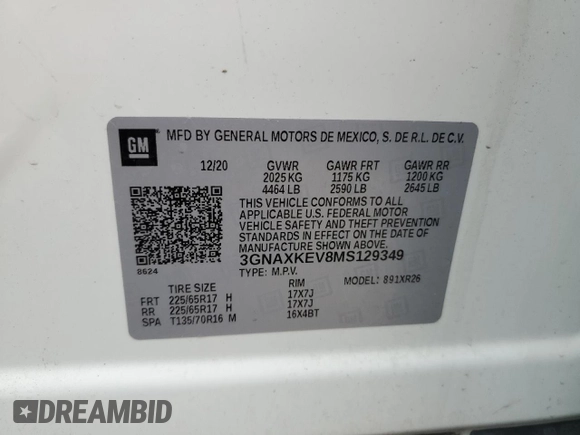 GM
MFD BY GENERAL MOTORS DE MEXICO, S. DE R.L. DE C.V.
12/20 GVWR GAWR FRT GAWR RR
2025 KG 1175 KG 1200 KG
4464 LB 2590 LB 2645 LB
THIS VEHICLE CONFORMS TO ALL
APPLICABLE U.S. FEDERAL MOTOR
VEHICLE SAFETY AND THEFT PREVENTION
STANDARDS IN EFFECT ON THE DATE OF
MANUFACTURE SHOWN ABOVE.
3GNAXKEV8MS129349
8624
TYPE: M.P.V. MODEL: 891XR26
TIRE SIZE RIM
FRT 225/65R17 H 17X7J
RR 225/65R17 H 17X7J
SPA T135/70R16 M 16X4BT
DREAMBID